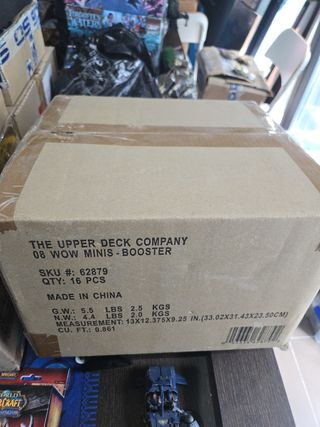 THE UPPER DECK COMPANY
08 WOW MINIS - BOOSTER
SKU #: 62879
QTY: 16 PCS
MADE IN CHINA
G.W.: 5.5 LBS 2.5 KGS
N.W.: 4.4 LBS 2.0 KGS
MEASUREMENT: 13X12.375X9.25 IN.(33.02X31.43X23.50CM)
CU. FT.: 0.861